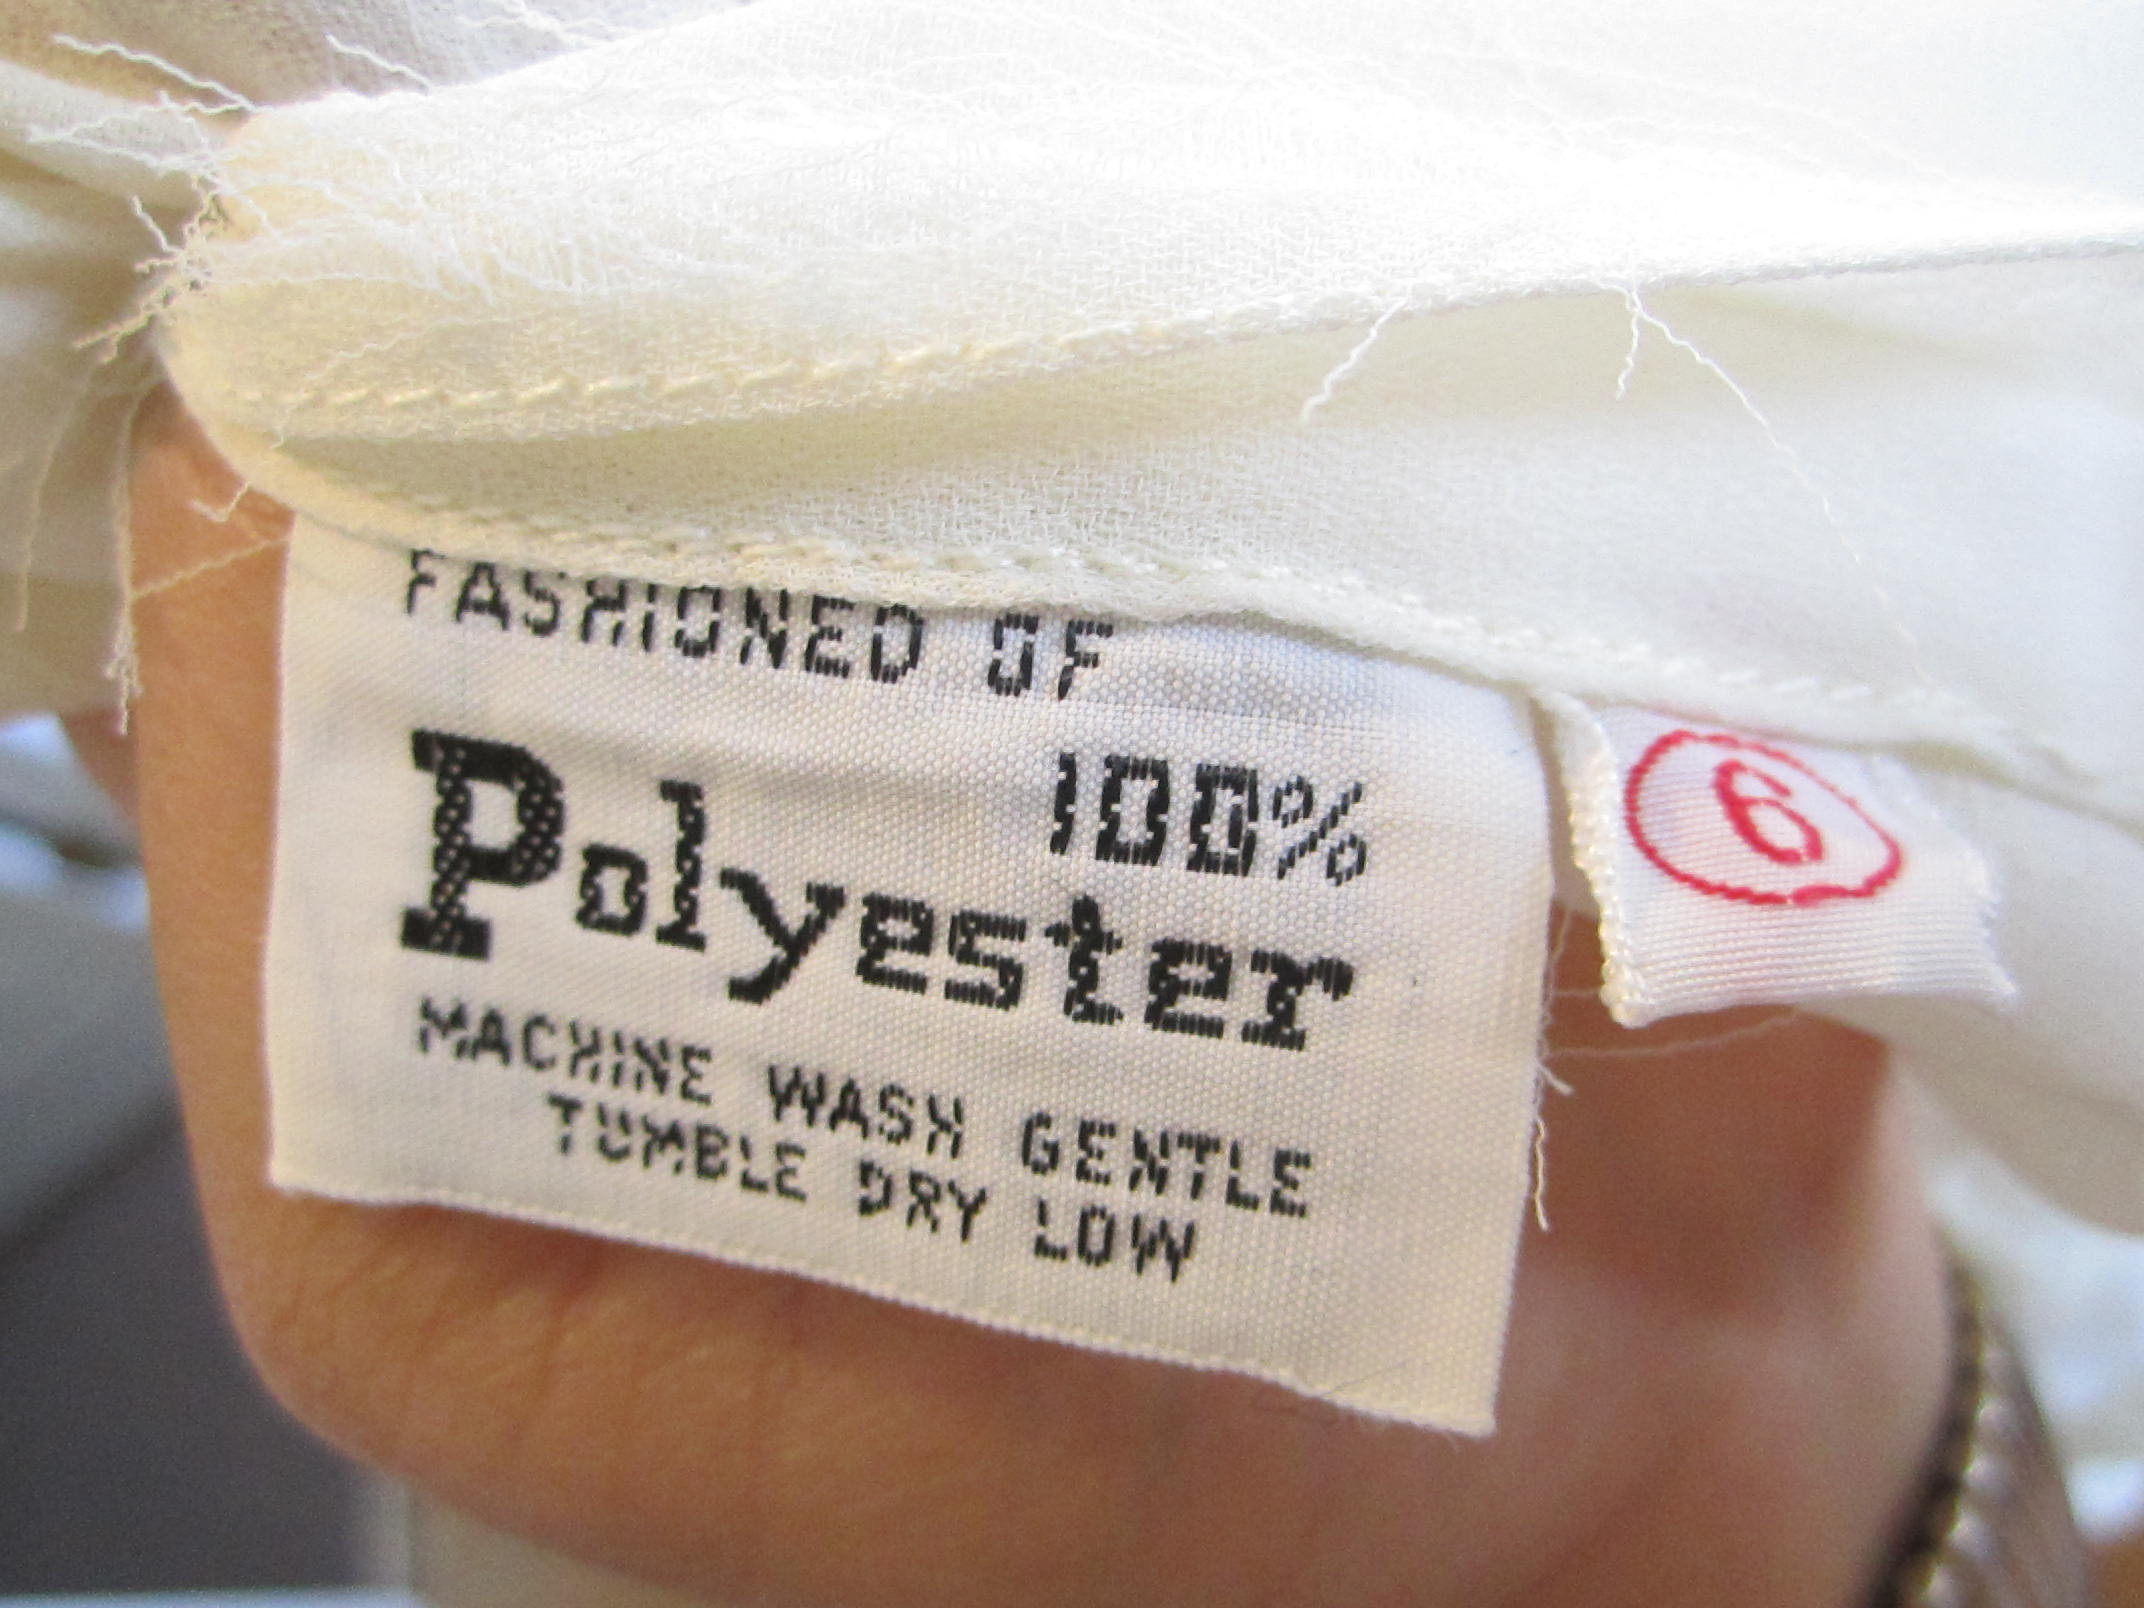 FASHIONED OF
100%
Polyester
MACHINE WASH GENTLE
TUMBLE DRY LOW
6